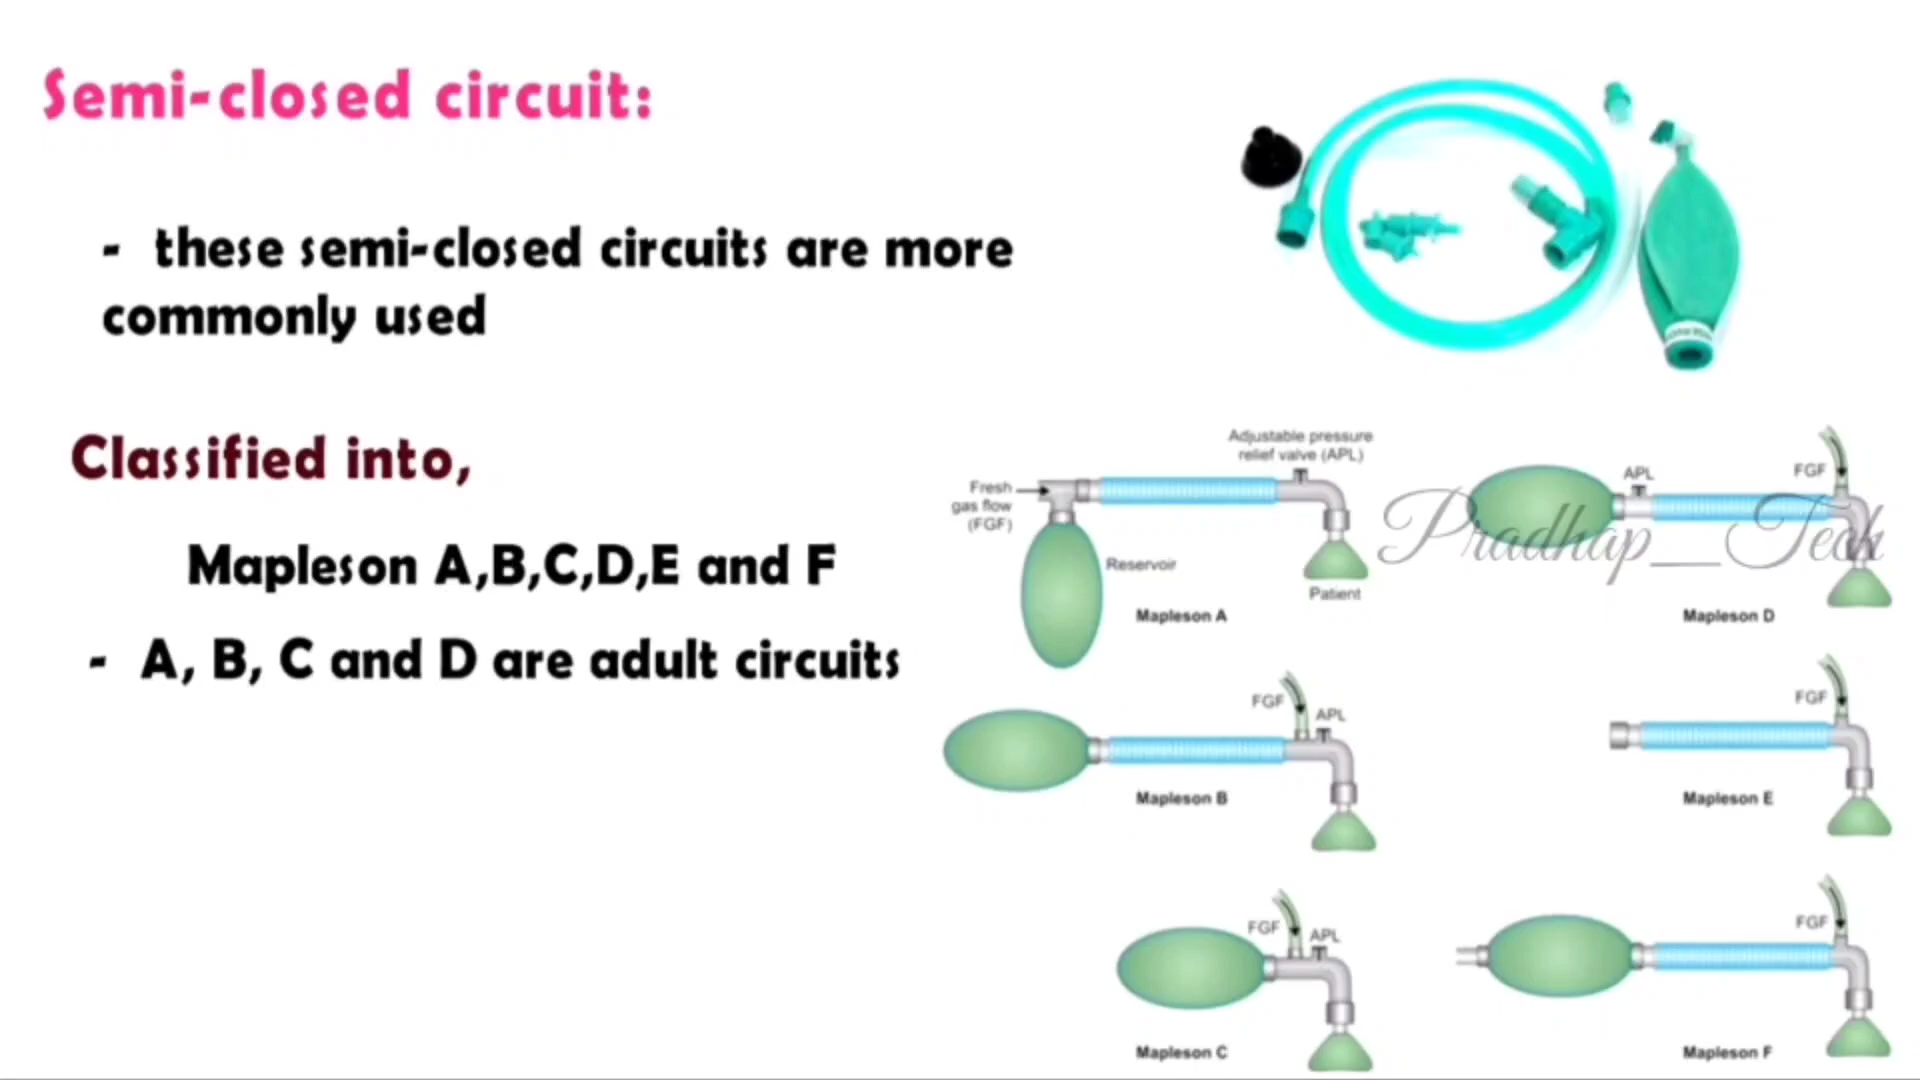 Semi-closed circuit:
- these semi-closed circuits are more
commonly used
Classified into,
Mapleson A,B,C,D,E and F
- A, B, C and D are adult circuits
Adjustable pressure
relief valve (APL)
Fresh
gas flow
(FGF)
Reservoir
Patient
Mapleson A
APL
FGF
Pradhap_Tech
Mapleson D
FGF
APL
Mapleson B
FGF
Mapleson E
FGF
APL
Mapleson C
FGF
Mapleson F